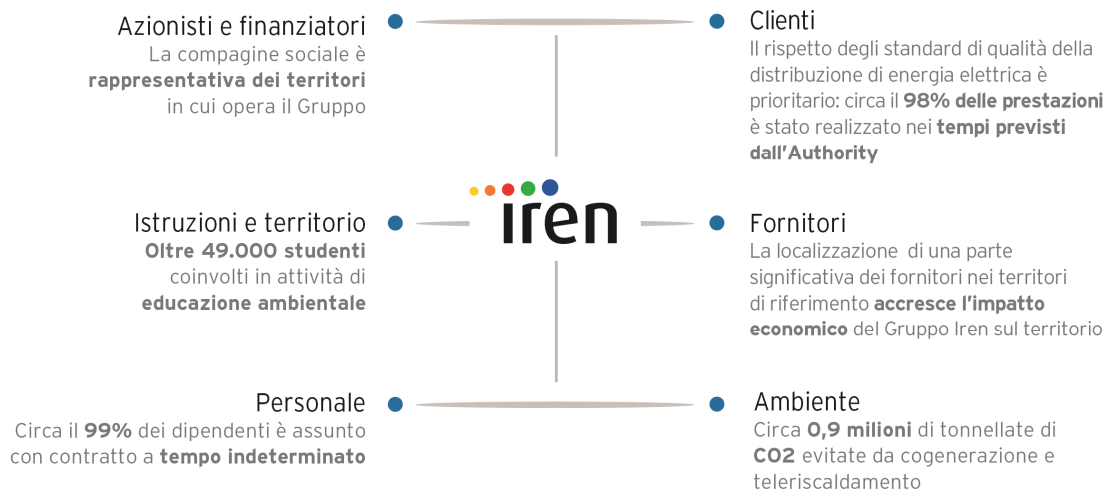 Azionisti e finanziatori
La compagine sociale è
rappresentativa dei territori
in cui opera il Gruppo
Clienti
Il rispetto degli standard di qualità della
distribuzione di energia elettrica è
prioritario: circa il 98% delle prestazioni
è stato realizzato nei tempi previsti
dall'Authority
Istruzioni e territorio
Oltre 49.000 studenti
coinvolti in attività di
educazione ambientale
iren
Fornitori
La localizzazione di una parte
significativa dei fornitori nei territori
di riferimento accresce l'impatto
economico del Gruppo Iren sul territorio
Personale
Circa il 99% dei dipendenti è assunto
con contratto a tempo indeterminato
Ambiente
Circa 0,9 milioni di tonnellate di
CO2 evitate da cogenerazione e
teleriscaldamento